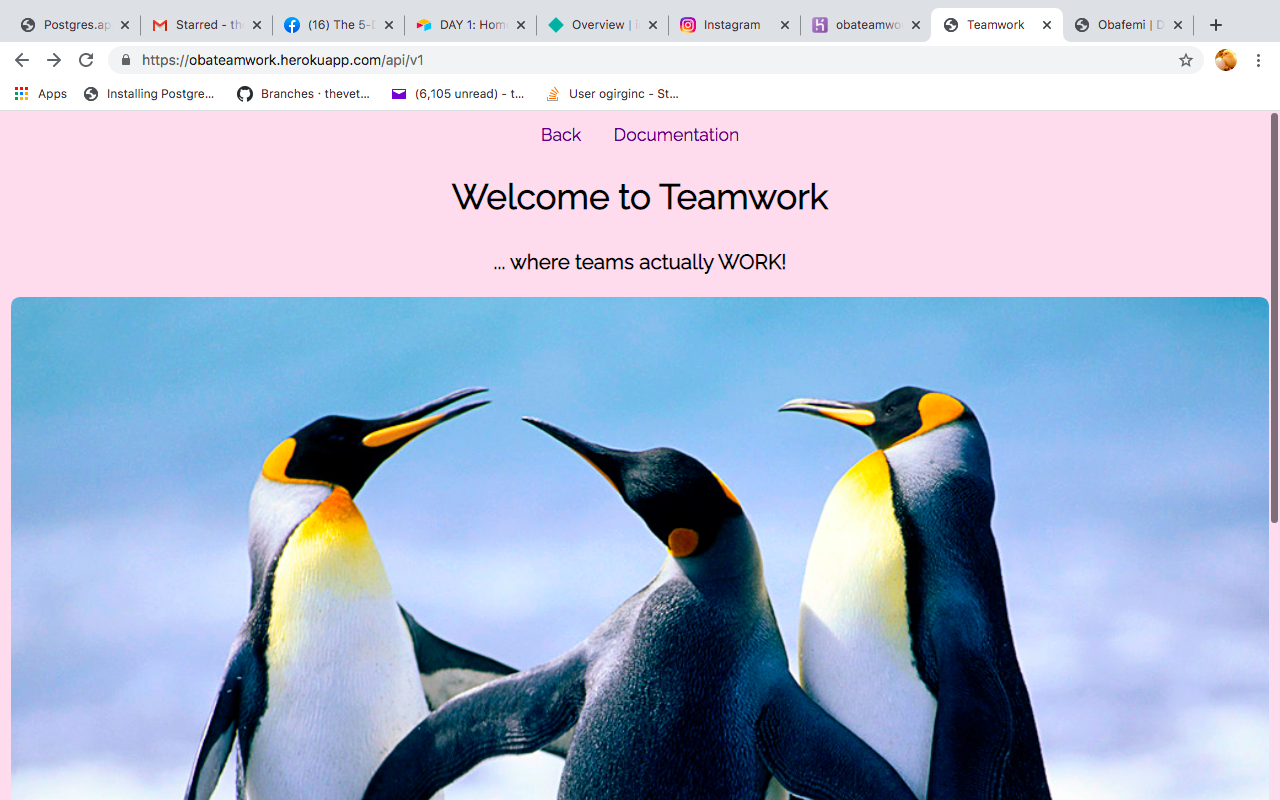 Postgres.ap
Starred - th
(16) The 5-D
DAY 1: Hom
Overview | i
Instagram
obateamwo
Teamwork
Obafemi | D
https://obateamwork.herokuapp.com/api/v1
Apps
Installing Postgre...
Branches · thevet...
(6,105 unread) - t...
User ogirginc - St...
Back
Documentation
Welcome to Teamwork
... where teams actually WORK!